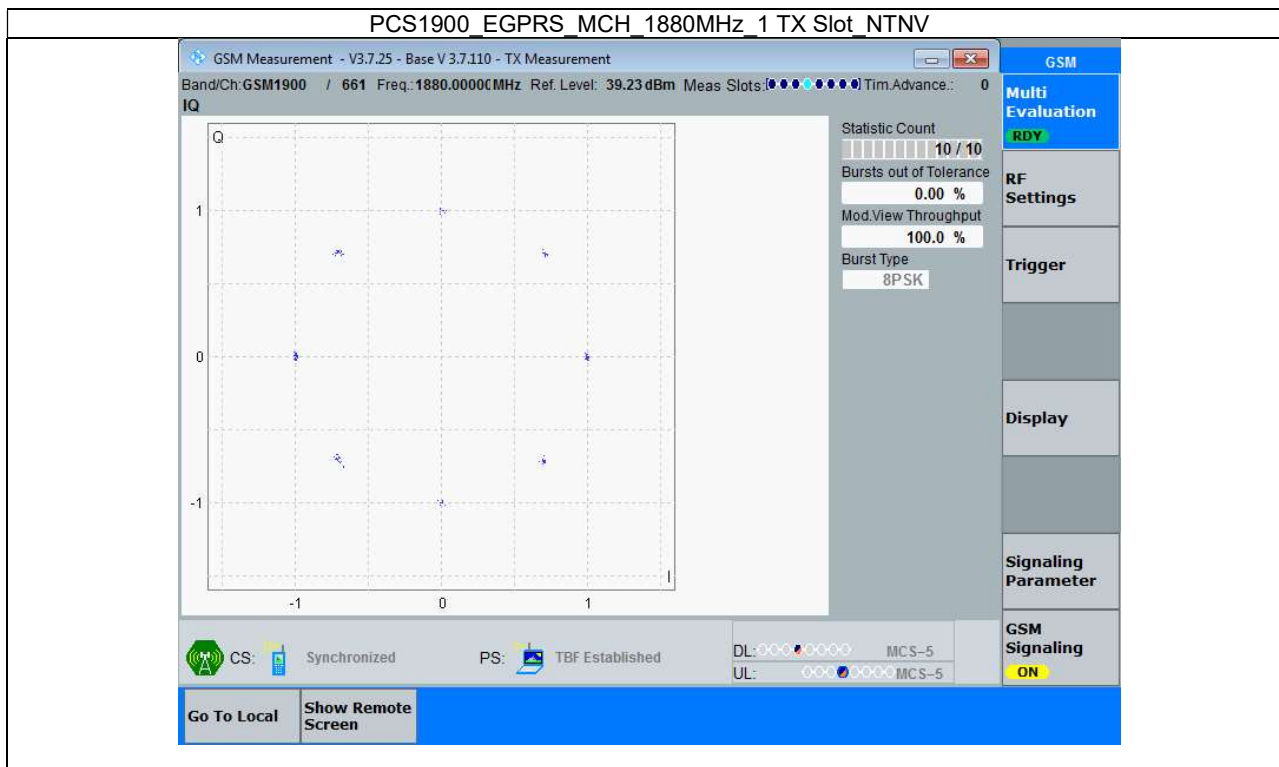 PCS1900_EGPRS_MCH_1880MHz_1 TX Slot_NTNV
GSM Measurement - V3.7.25 - Base V 3.7.110 - TX Measurement
GSM
Band/Ch:GSM1900 / 661 Freq.:1880.00000MHz Ref. Level: 39.23 dBm Meas Slots: Tim.Advance.: 0
IQ
Multi
Evaluation
RDY
Q
Statistic Count
10 / 10
Bursts out of Tolerance
0.00 %
Mod.View Throughput
100.0 %
Burst Type
8PSK
RF
Settings
Trigger
Display
Signaling
Parameter
GSM
Signaling
ON
1
0
-1
I
-1 0 1
CS: Synchronized PS: TBF Established DL: MCS-5
UL: MCS-5
Go To Local
Show Remote
Screen